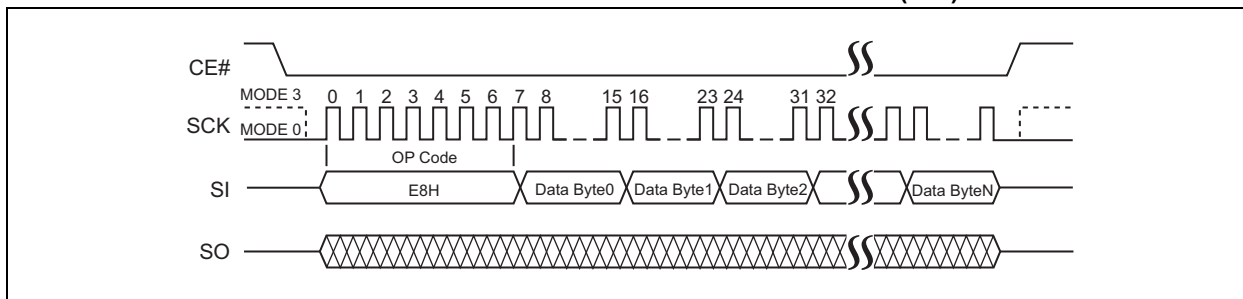 CE#
MODE 3
0 1 2 3 4 5 6 7 8 15 16 23 24 31 32
SCK
MODE 0
OP Code
SI
E8H
Data Byte0
Data Byte1
Data Byte2
Data ByteN
SO